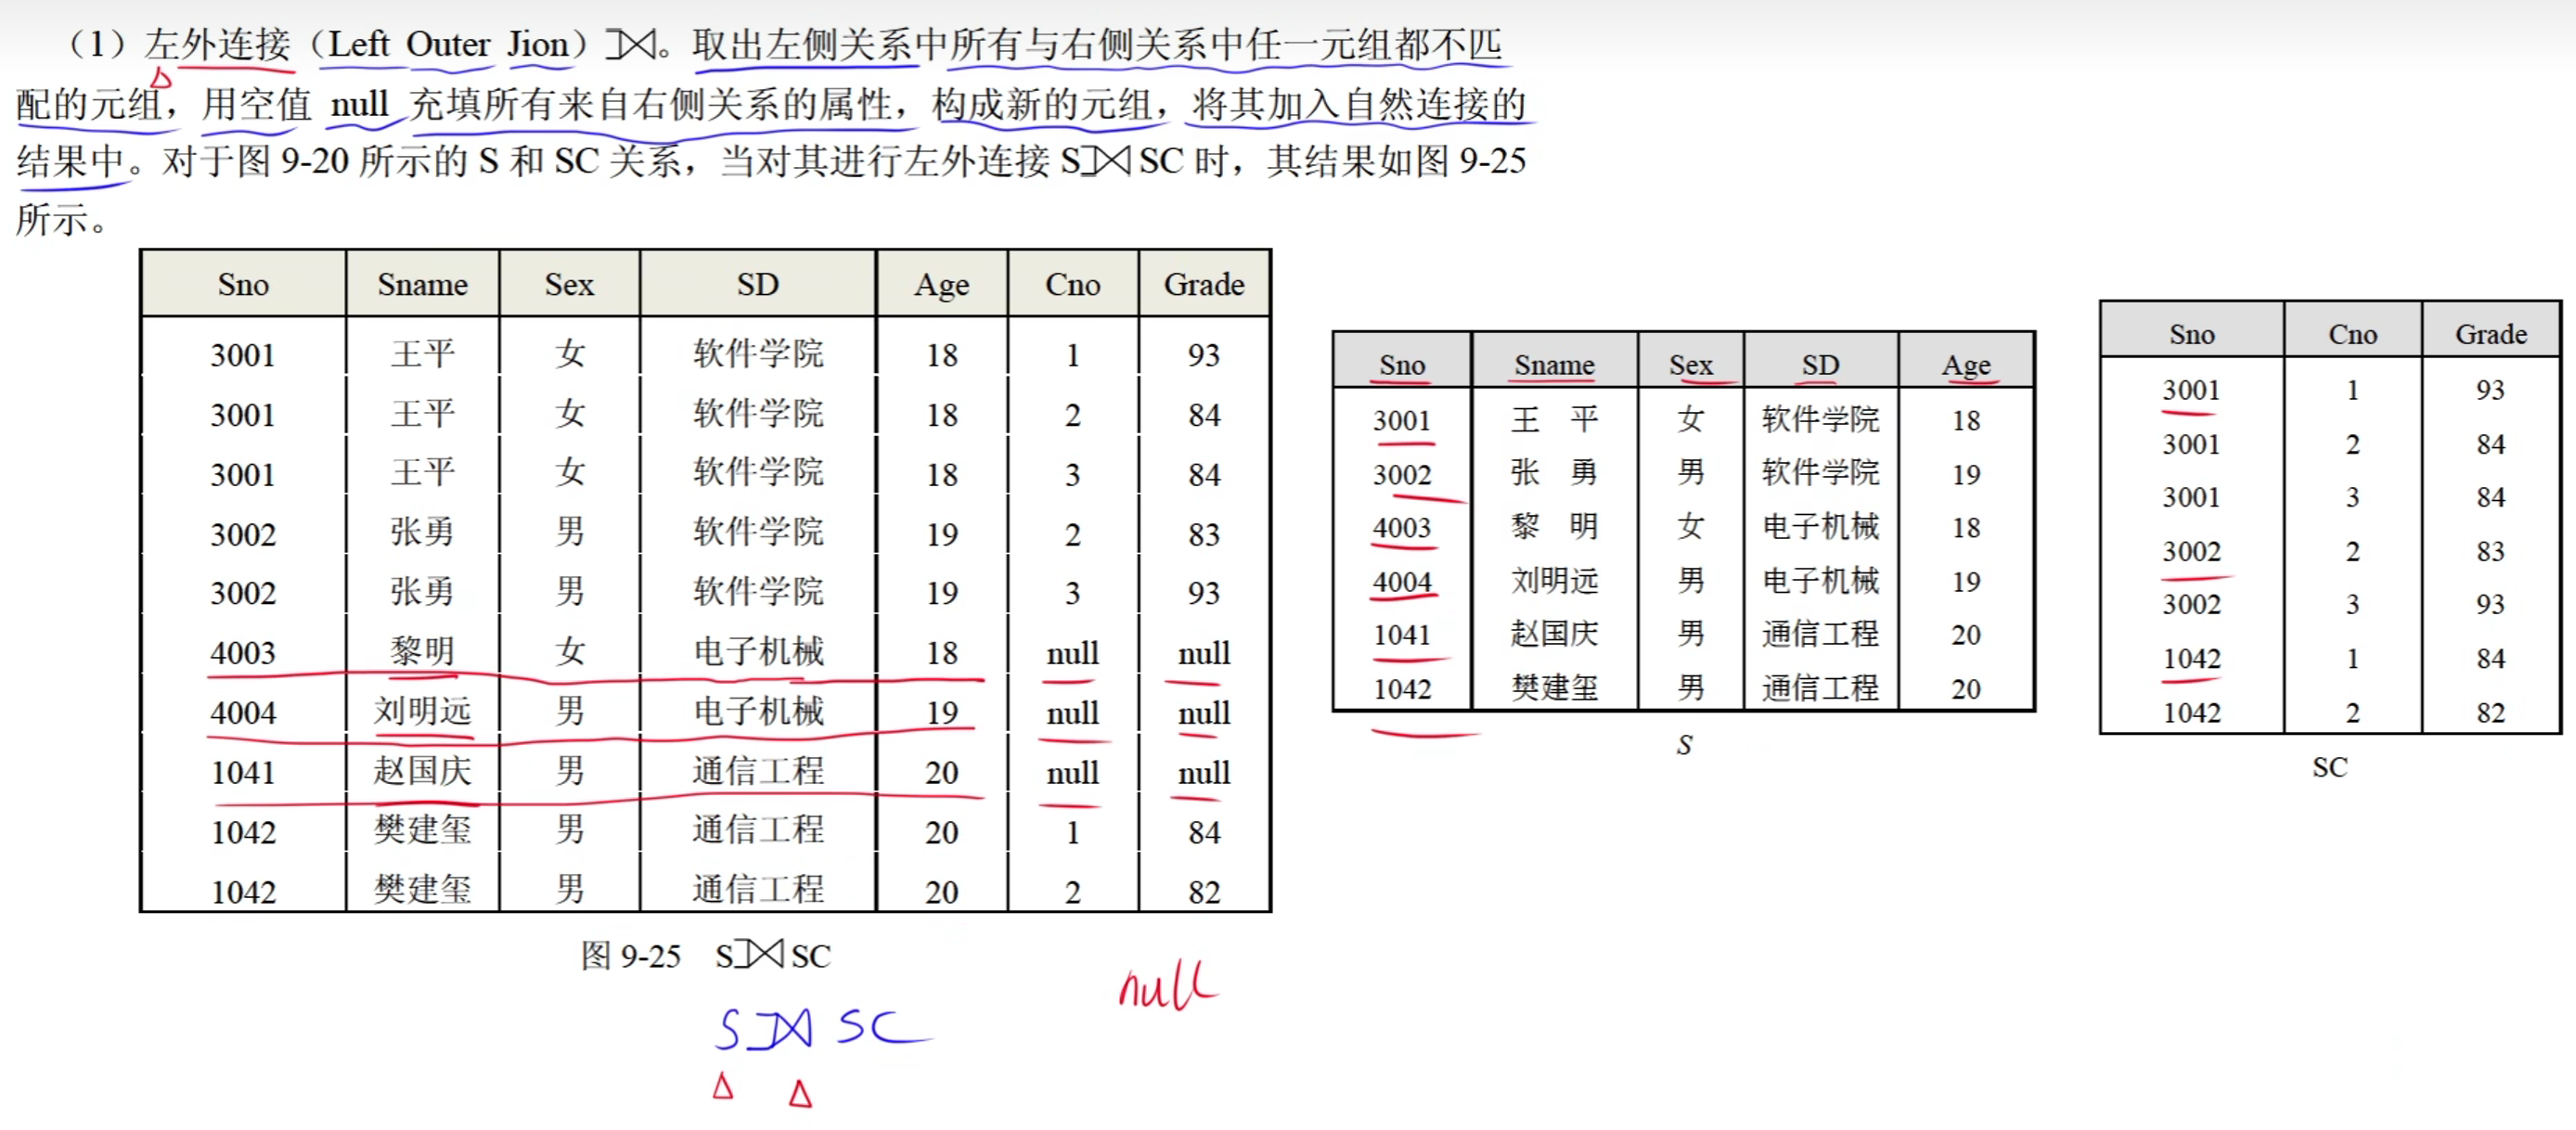 （1）左外连接（Left Outer Jion）⟕。取出左侧关系中所有与右侧关系中任一元组都不匹
配的元组，用空值 null 充填所有来自右侧关系的属性，构成新的元组，将其加入自然连接的
结果中。对于图 9-20 所示的 S 和 SC 关系，当对其进行左外连接 S⟕SC 时，其结果如图 9-25
所示。
Sno Sname Sex SD Age Cno Grade
3001 王平 女 软件学院 18 1 93
3001 王平 女 软件学院 18 2 84
3001 王平 女 软件学院 18 3 84
3002 张勇 男 软件学院 19 2 83
3002 张勇 男 软件学院 19 3 93
4003 黎明 女 电子机械 18 null null
4004 刘明远 男 电子机械 19 null null
1041 赵国庆 男 通信工程 20 null null
1042 樊建玺 男 通信工程 20 1 84
1042 樊建玺 男 通信工程 20 2 82
图 9-25 S⟕SC
null
S⟕SC
Sno Sname Sex SD Age
3001 王 平 女 软件学院 18
3002 张 勇 男 软件学院 19
4003 黎 明 女 电子机械 18
4004 刘明远 男 电子机械 19
1041 赵国庆 男 通信工程 20
1042 樊建玺 男 通信工程 20
S
Sno Cno Grade
3001 1 93
3001 2 84
3001 3 84
3002 2 83
3002 3 93
1042 1 84
1042 2 82
SC